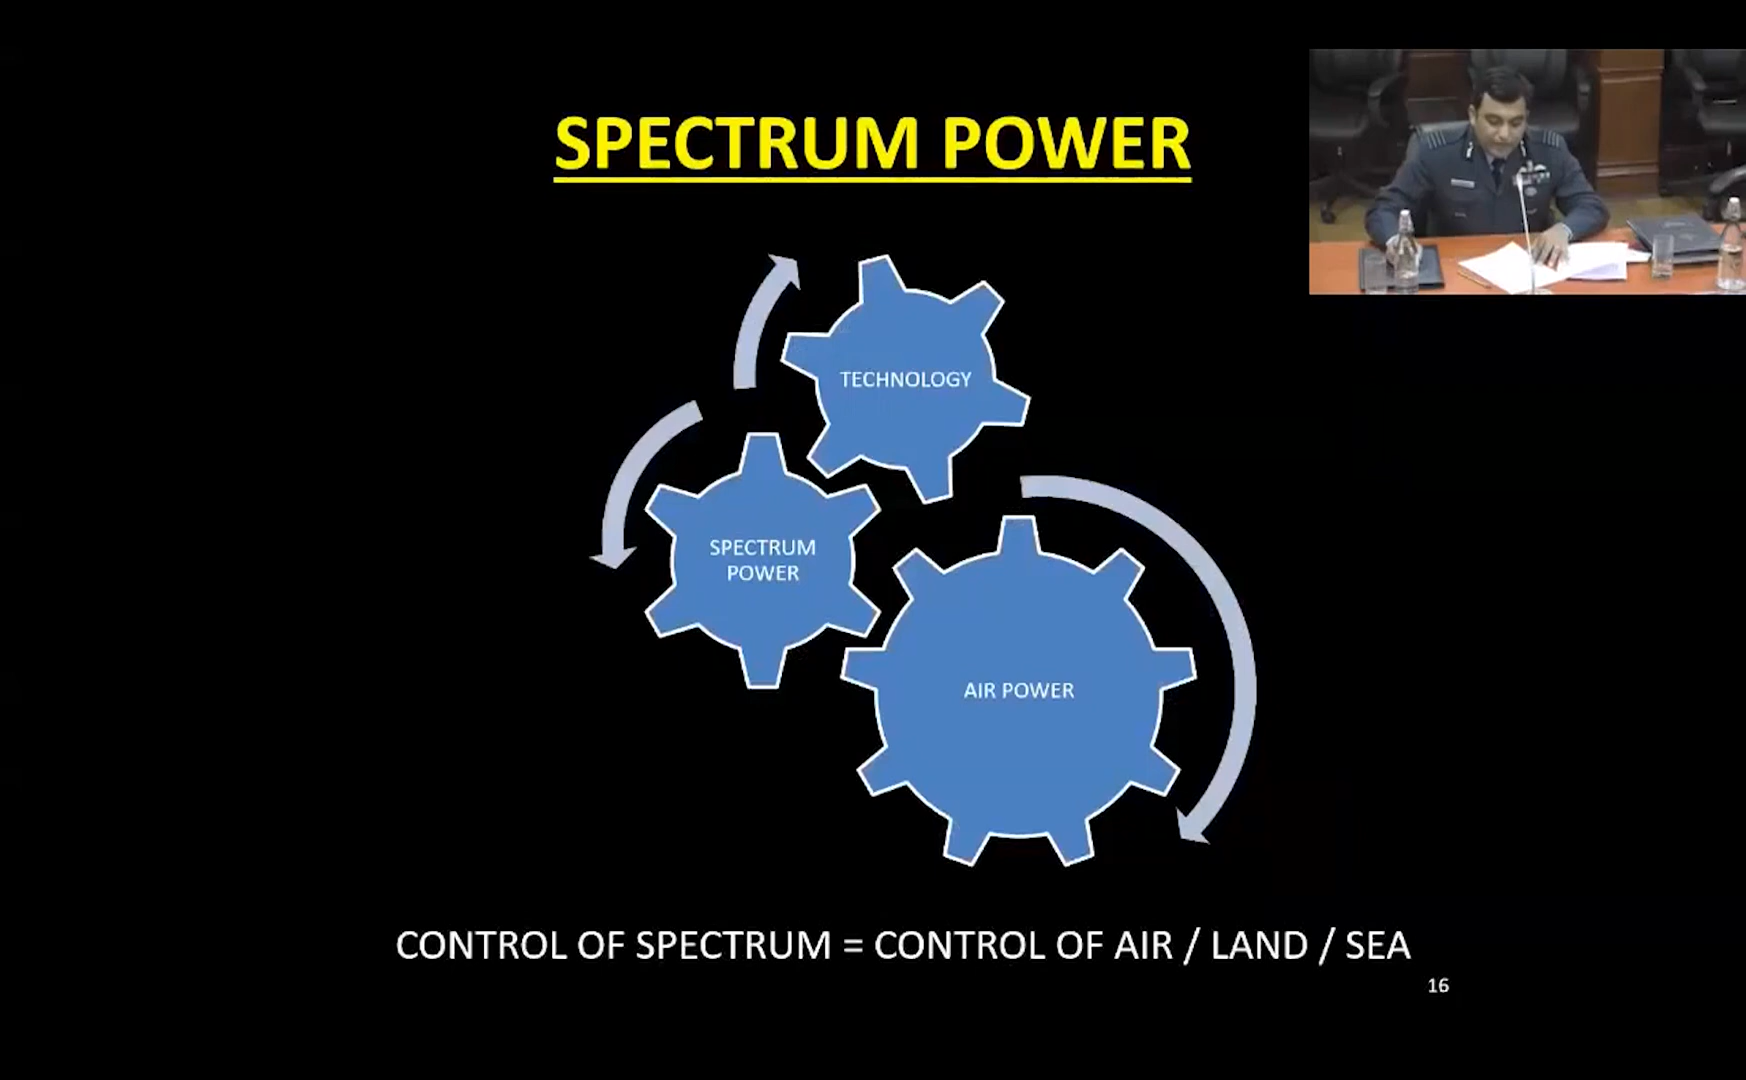 SPECTRUM POWER
TECHNOLOGY
SPECTRUM
POWER
AIR POWER
CONTROL OF SPECTRUM = CONTROL OF AIR / LAND / SEA
16